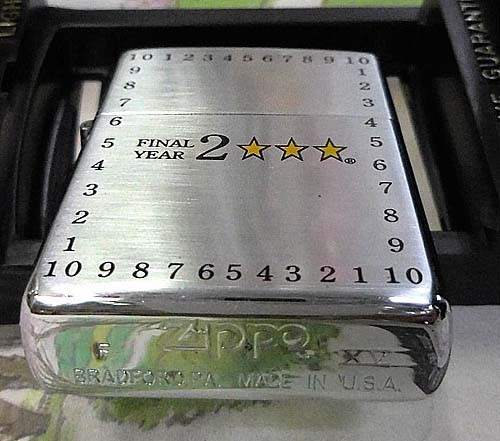 10 1 2 3 4 5 6 7 8 9 10
9 1
8 2
7 3
6 4
5 FINAL YEAR 2 ® 5
4 6
3 7
2 8
1 9
10 9 8 7 6 5 4 3 2 1 10
F Zippo XV
BRADFORD PA. MADE IN U.S.A.
GUARANT